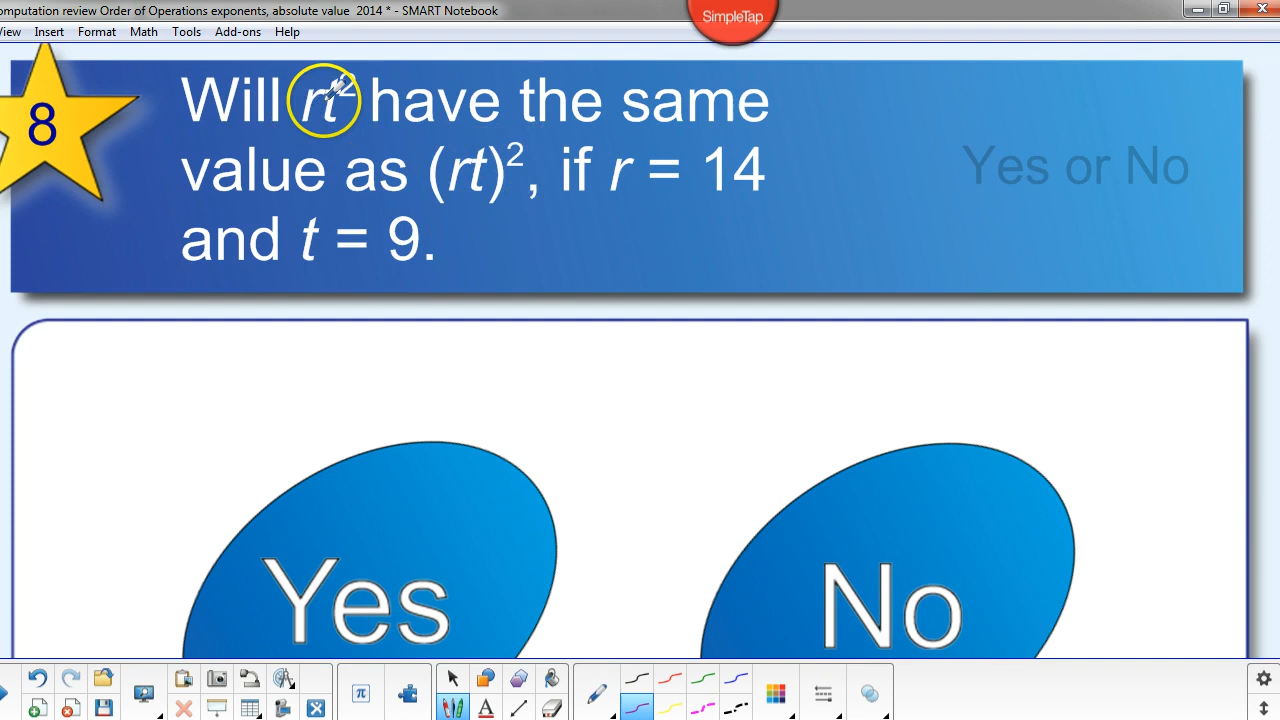 omputation review Order of Operations exponents, absolute value 2014 * - SMART Notebook
SimpleTap
View Insert Format Math Tools Add-ons Help
8
Will rt² have the same
value as (rt)², if r = 14
and t = 9.
Yes or No
Yes
No
π
A